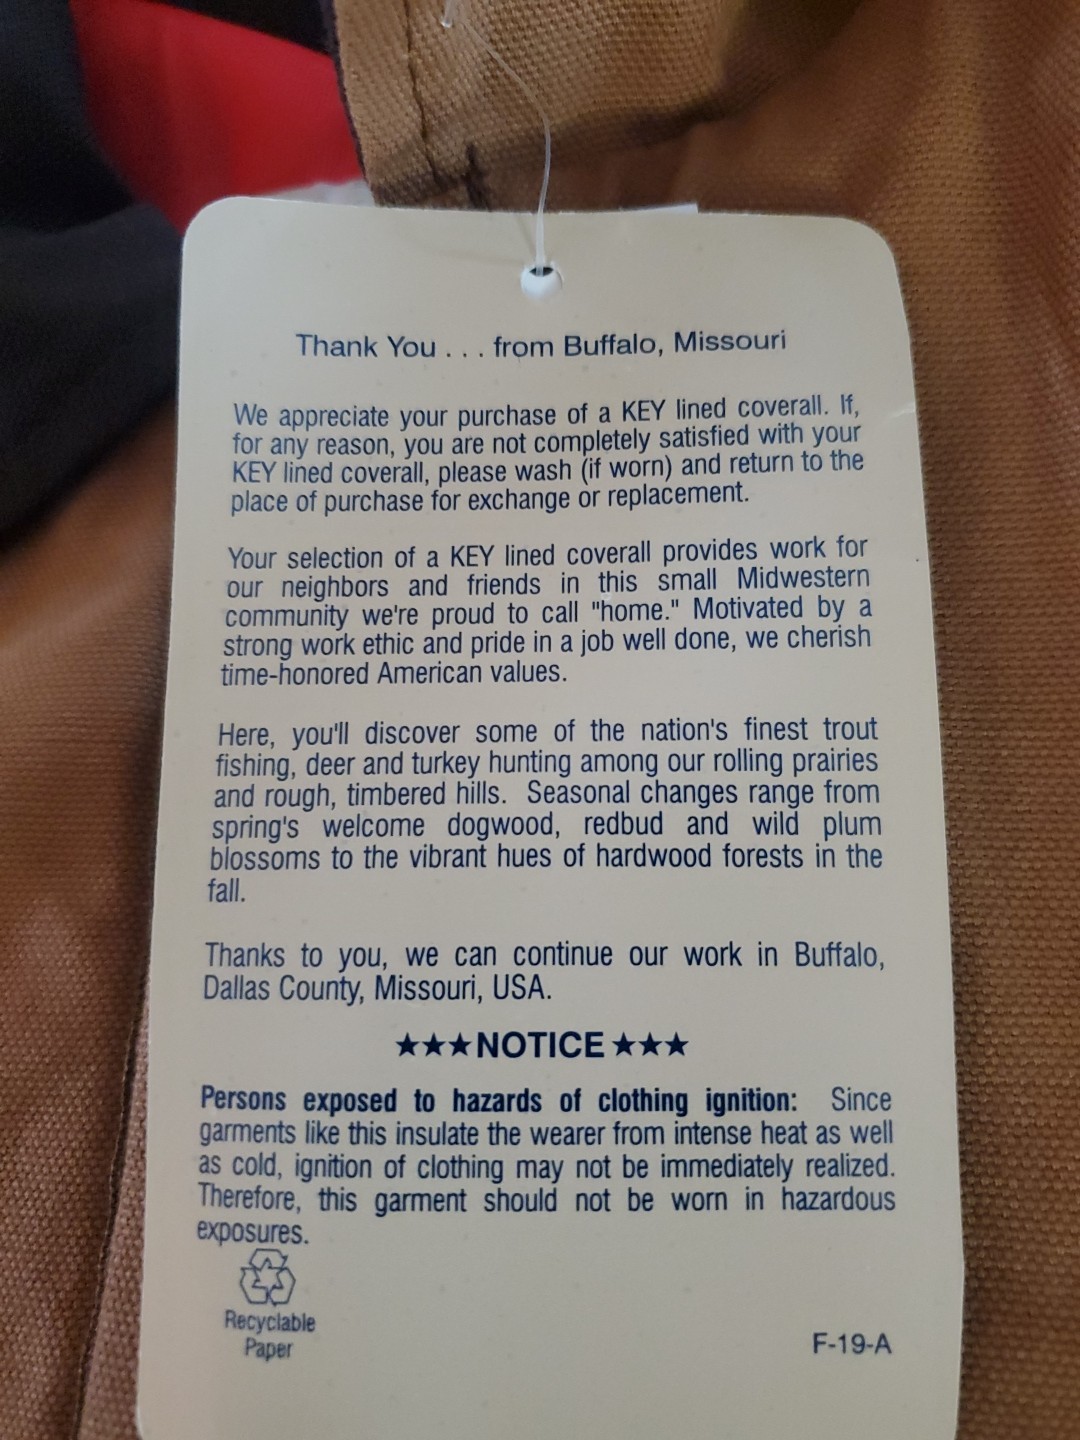 Thank You . . . from Buffalo, Missouri
We appreciate your purchase of a KEY lined coverall. If,
for any reason, you are not completely satisfied with your
KEY lined coverall, please wash (if worn) and return to the
place of purchase for exchange or replacement.
Your selection of a KEY lined coverall provides work for
our neighbors and friends in this small Midwestern
community we're proud to call "home." Motivated by a
strong work ethic and pride in a job well done, we cherish
time-honored American values.
Here, you'll discover some of the nation's finest trout
fishing, deer and turkey hunting among our rolling prairies
and rough, timbered hills. Seasonal changes range from
spring's welcome dogwood, redbud and wild plum
blossoms to the vibrant hues of hardwood forests in the
fall.
Thanks to you, we can continue our work in Buffalo,
Dallas County, Missouri, USA.
★★★NOTICE★★★
Persons exposed to hazards of clothing ignition: Since
garments like this insulate the wearer from intense heat as well
as cold, ignition of clothing may not be immediately realized.
Therefore, this garment should not be worn in hazardous
exposures.
Recyclable
Paper
F-19-A